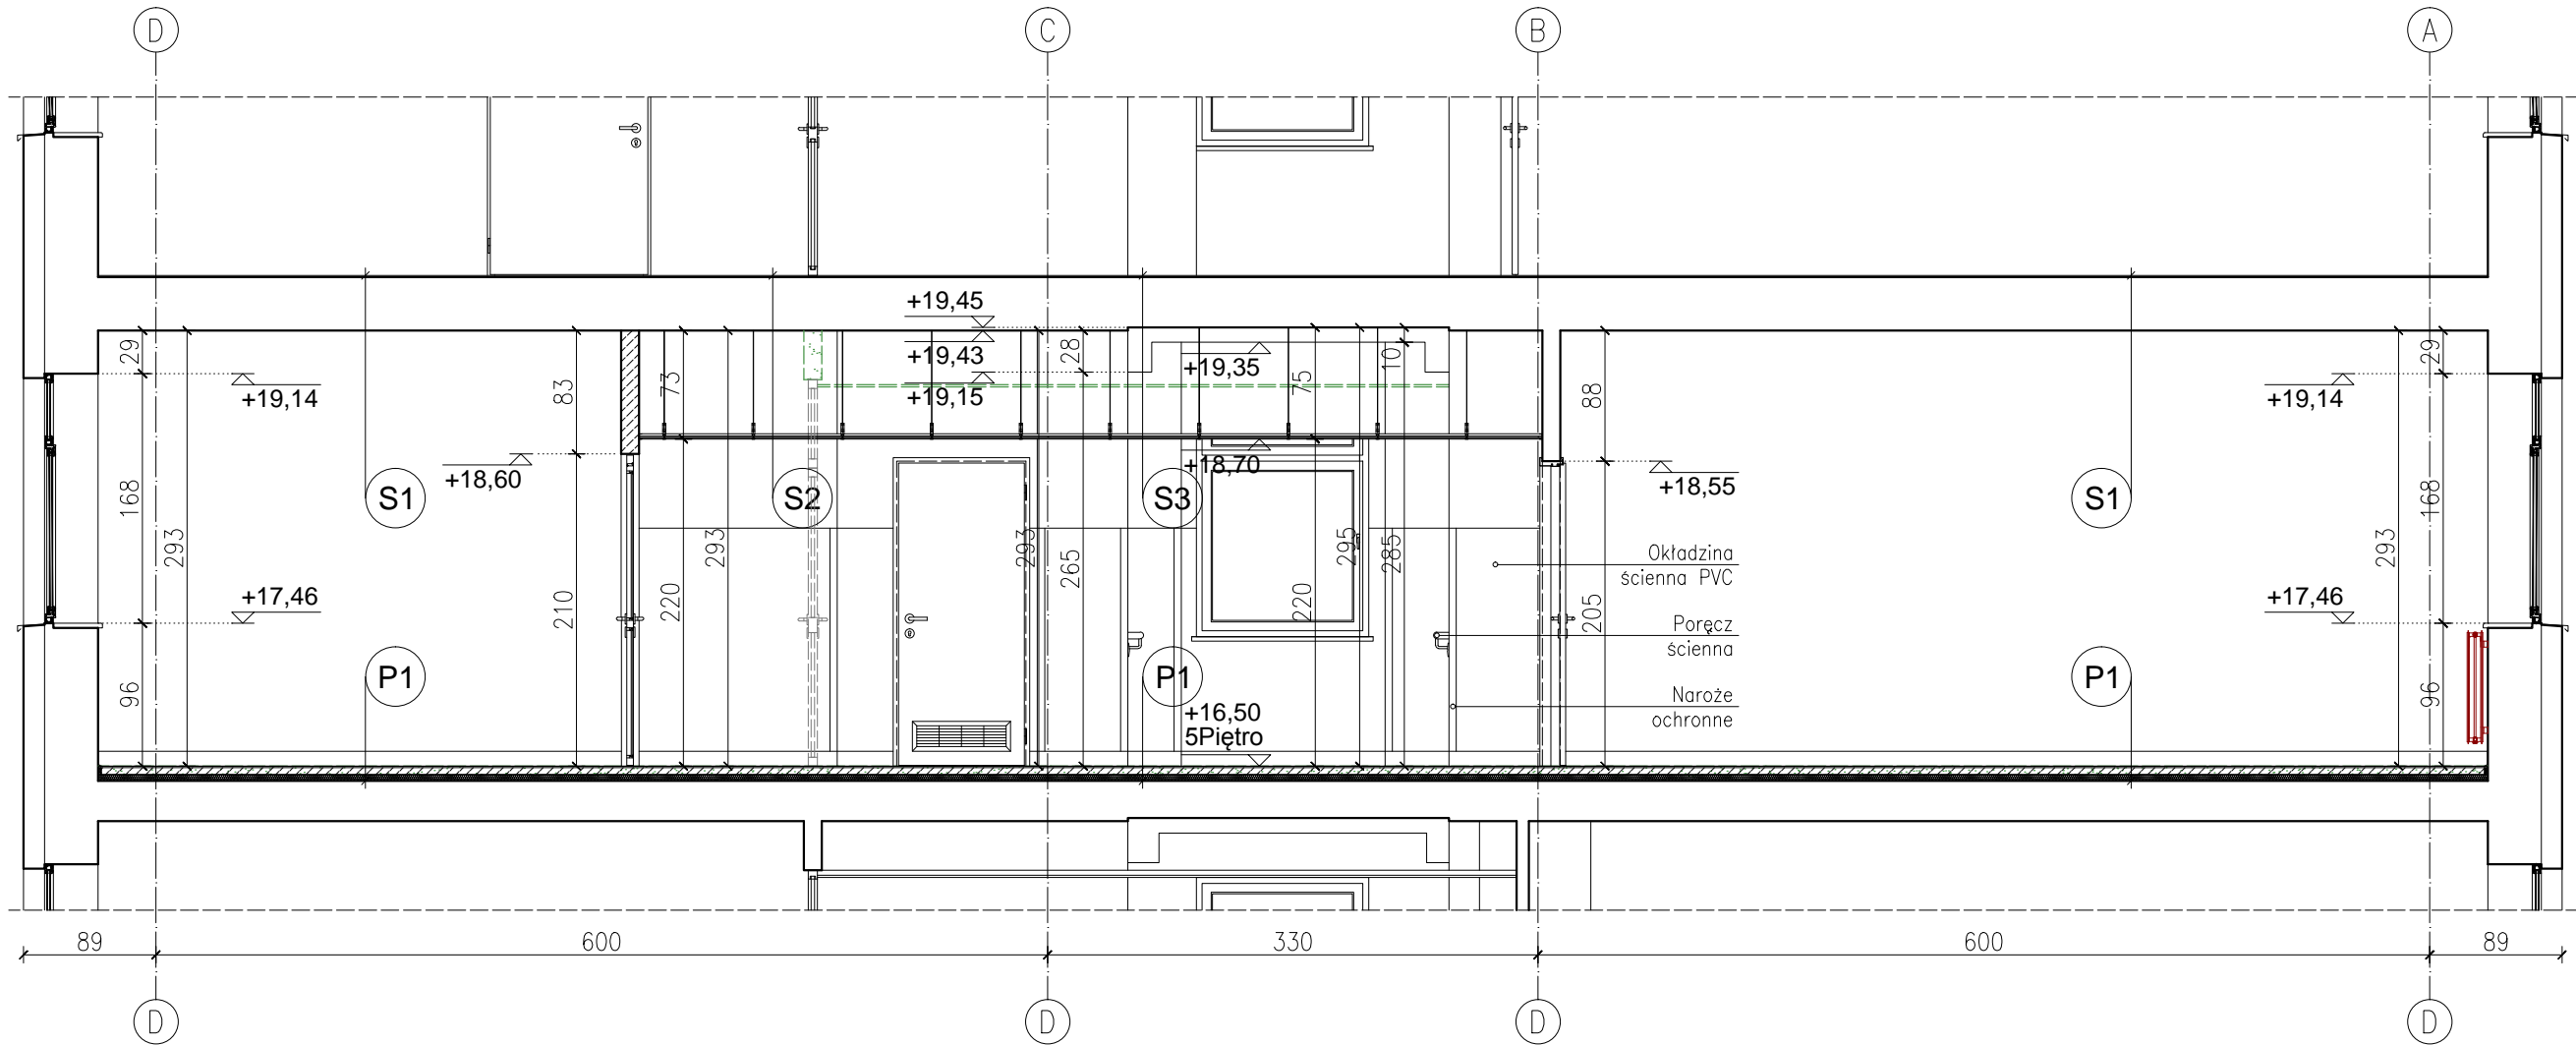 D
C
B
A
+19,45
+19,43
+19,15
+19,35
29
83
73
28
75
10
88
29
+19,14
+19,14
+18,60
+18,70
+18,55
S1
S2
S3
S1
168
293
293
293
265
295
285
293
168
Okładzina
ścienna PVC
+17,46
210
220
220
205
+17,46
Poręcz
ścienna
P1
P1
P1
96
96
Naroże
ochronne
+16,50
5Piętro
89
600
330
600
89
D
D
D
D